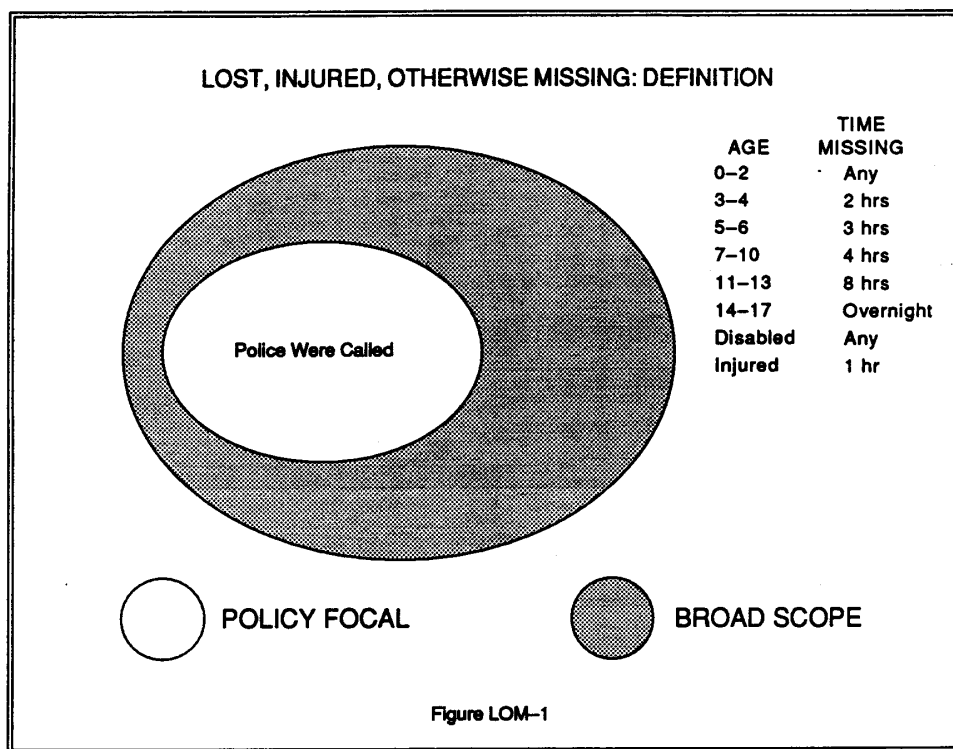 LOST, INJURED, OTHERWISE MISSING: DEFINITION
TIME
AGE MISSING
0–2 Any
3–4 2 hrs
5–6 3 hrs
7–10 4 hrs
11–13 8 hrs
14–17 Overnight
Disabled Any
Injured 1 hr
Police Were Called
POLICY FOCAL
BROAD SCOPE
Figure LOM–1